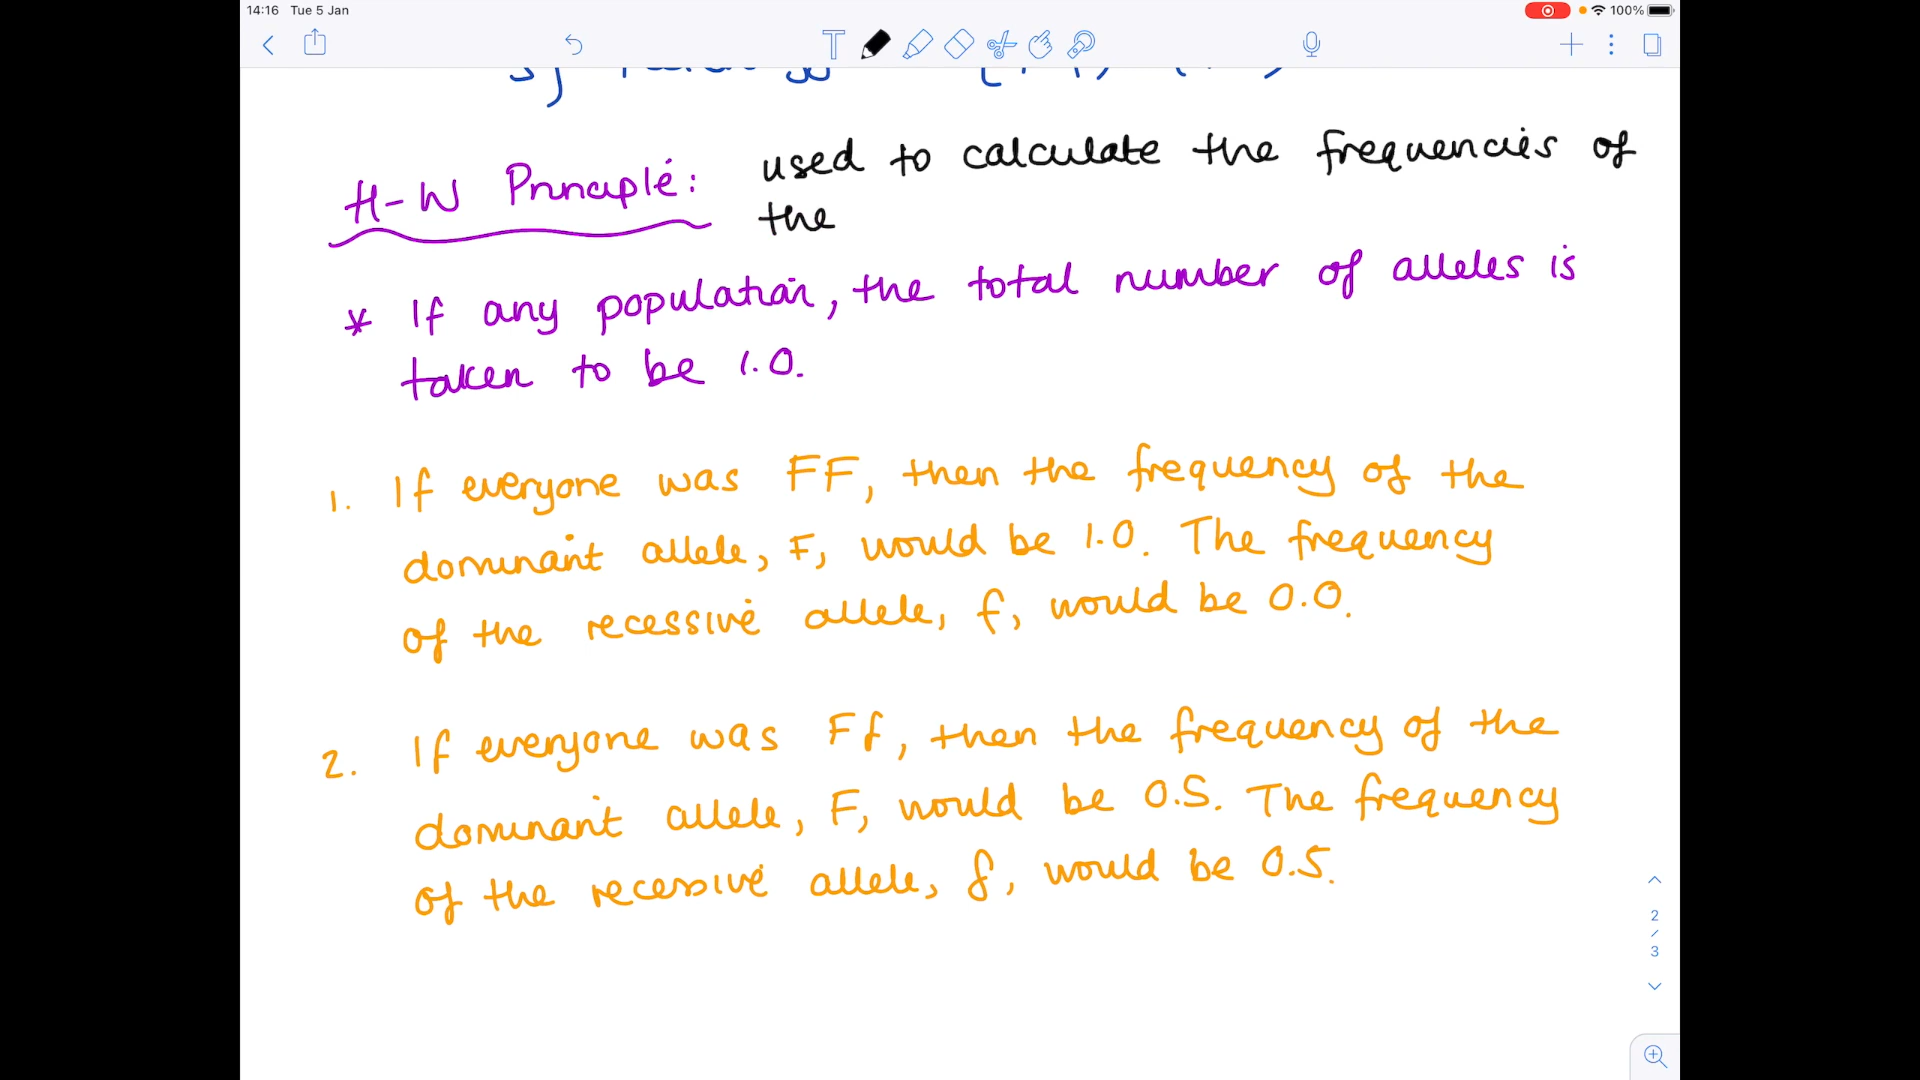 14:16 Tue 5 Jan
100%
H-W Principle: used to calculate the frequencies of
the
* If any population, the total number of alleles is
taken to be 1.0.
1. If everyone was FF, then the frequency of the
dominant allele, F, would be 1.0. The frequency
of the recessive allele, f, would be 0.0.
2. If everyone was Ff, then the frequency of the
dominant allele, F, would be 0.5. The frequency
of the recessive allele, f, would be 0.5.
2
/
3